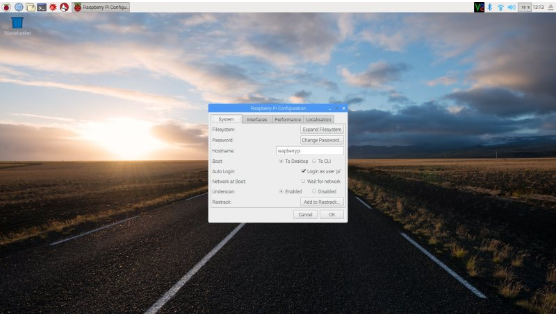 Raspberry Pi Configu...
12:12
Wastebasket
Raspberry Pi Configuration
System Interfaces Performance Localisation
Filesystem: Expand Filesystem
Password: Change Password...
Hostname: raspberrypi
Boot: To Desktop To CLI
Auto Login: Login as user 'pi'
Network at Boot: Wait for network
Underscan: Enabled Disabled
Rastrack: Add to Rastrack...
Cancel OK